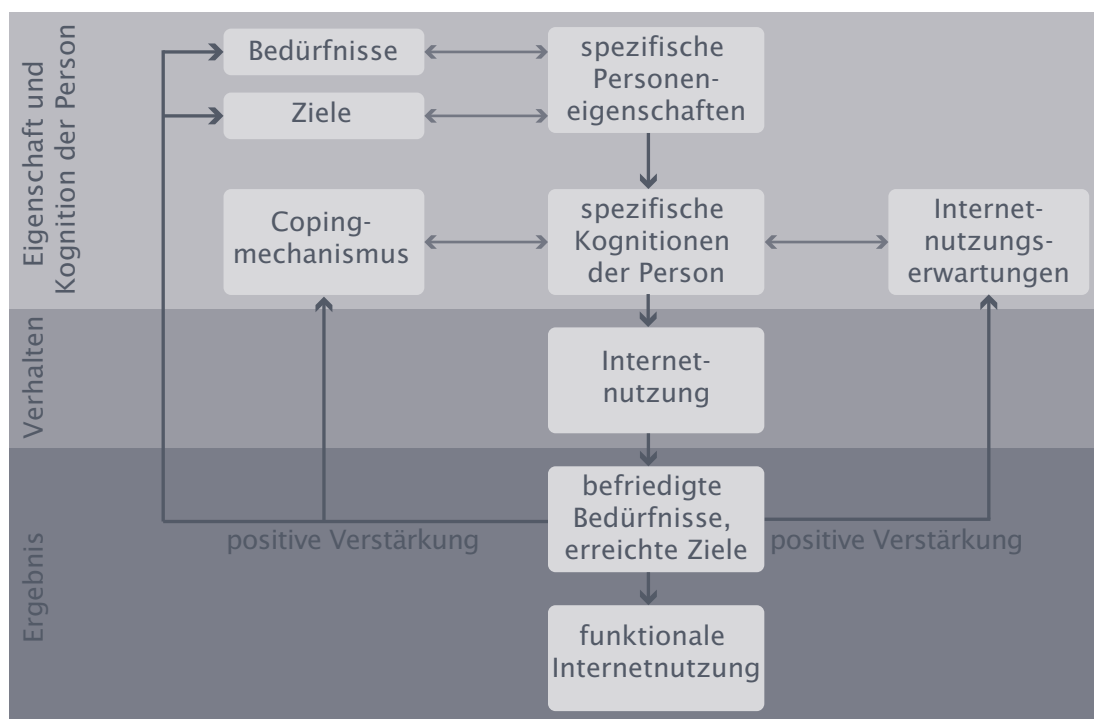 Eigenschaft und
Kognition der Person
Bedürfnisse
spezifische
Personen-
eigenschaften
Ziele
Coping-
mechanismus
spezifische
Kognitionen
der Person
Internet-
nutzungs-
erwartungen
Verhalten
Internet-
nutzung
Ergebnis
befriedigte
Bedürfnisse,
erreichte Ziele
positive Verstärkung
positive Verstärkung
funktionale
Internetnutzung